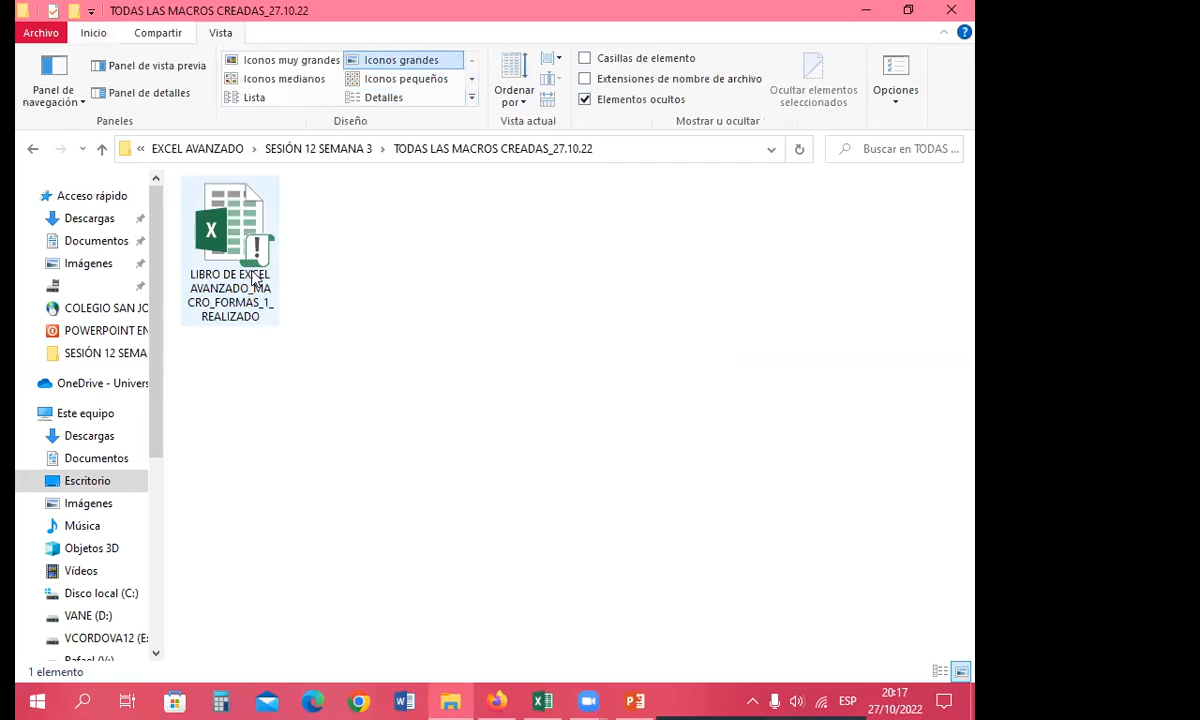 TODAS LAS MACROS CREADAS_27.10.22
Archivo
Inicio
Compartir
Vista
Panel de navegación
Panel de vista previa
Panel de detalles
Paneles
Iconos muy grandes
Iconos grandes
Iconos medianos
Iconos pequeños
Lista
Detalles
Diseño
Ordenar por
Vista actual
Casillas de elemento
Extensiones de nombre de archivo
Elementos ocultos
Ocultar elementos seleccionados
Mostrar u ocultar
Opciones
« EXCEL AVANZADO › SESIÓN 12 SEMANA 3 › TODAS LAS MACROS CREADAS_27.10.22
Buscar en TODAS ...
Acceso rápido
Descargas
Documentos
Imágenes
COLEGIO SAN JO
POWERPOINT EN
SESIÓN 12 SEMA
OneDrive - Univers
Este equipo
Descargas
Documentos
Escritorio
Imágenes
Música
Objetos 3D
Vídeos
Disco local (C:)
VANE (D:)
VCORDOVA12 (E:
Rafael (V:)
LIBRO DE EXCEL
AVANZADO_MA
CRO_FORMAS_1_
REALIZADO
1 elemento
ESP
20:17
27/10/2022